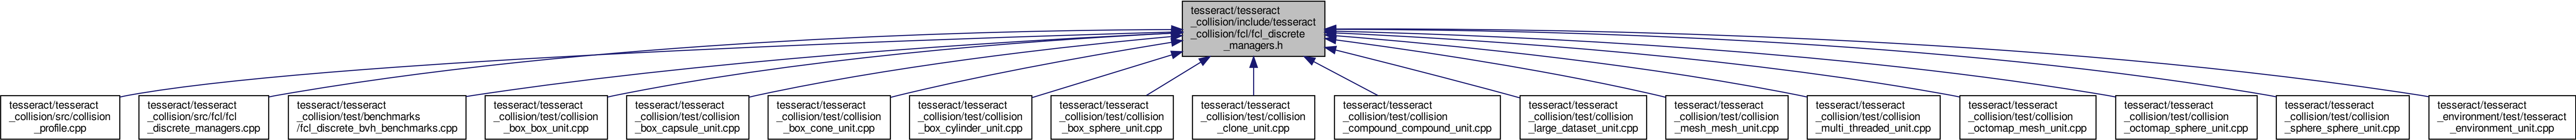 tesseract/tesseract
_collision/include/tesseract
_collision/fcl/fcl_discrete
_managers.h
tesseract/tesseract
_collision/src/collision
_profile.cpp
tesseract/tesseract
_collision/src/fcl/fcl
_discrete_managers.cpp
tesseract/tesseract
_collision/test/benchmarks
/fcl_discrete_bvh_benchmarks.cpp
tesseract/tesseract
_collision/test/collision
_box_box_unit.cpp
tesseract/tesseract
_collision/test/collision
_box_capsule_unit.cpp
tesseract/tesseract
_collision/test/collision
_box_cone_unit.cpp
tesseract/tesseract
_collision/test/collision
_box_cylinder_unit.cpp
tesseract/tesseract
_collision/test/collision
_box_sphere_unit.cpp
tesseract/tesseract
_collision/test/collision
_clone_unit.cpp
tesseract/tesseract
_collision/test/collision
_compound_compound_unit.cpp
tesseract/tesseract
_collision/test/collision
_large_dataset_unit.cpp
tesseract/tesseract
_collision/test/collision
_mesh_mesh_unit.cpp
tesseract/tesseract
_collision/test/collision
_multi_threaded_unit.cpp
tesseract/tesseract
_collision/test/collision
_octomap_mesh_unit.cpp
tesseract/tesseract
_collision/test/collision
_octomap_sphere_unit.cpp
tesseract/tesseract
_collision/test/collision
_sphere_sphere_unit.cpp
tesseract/tesseract
_environment/test/tesseract
_environment_unit.cpp